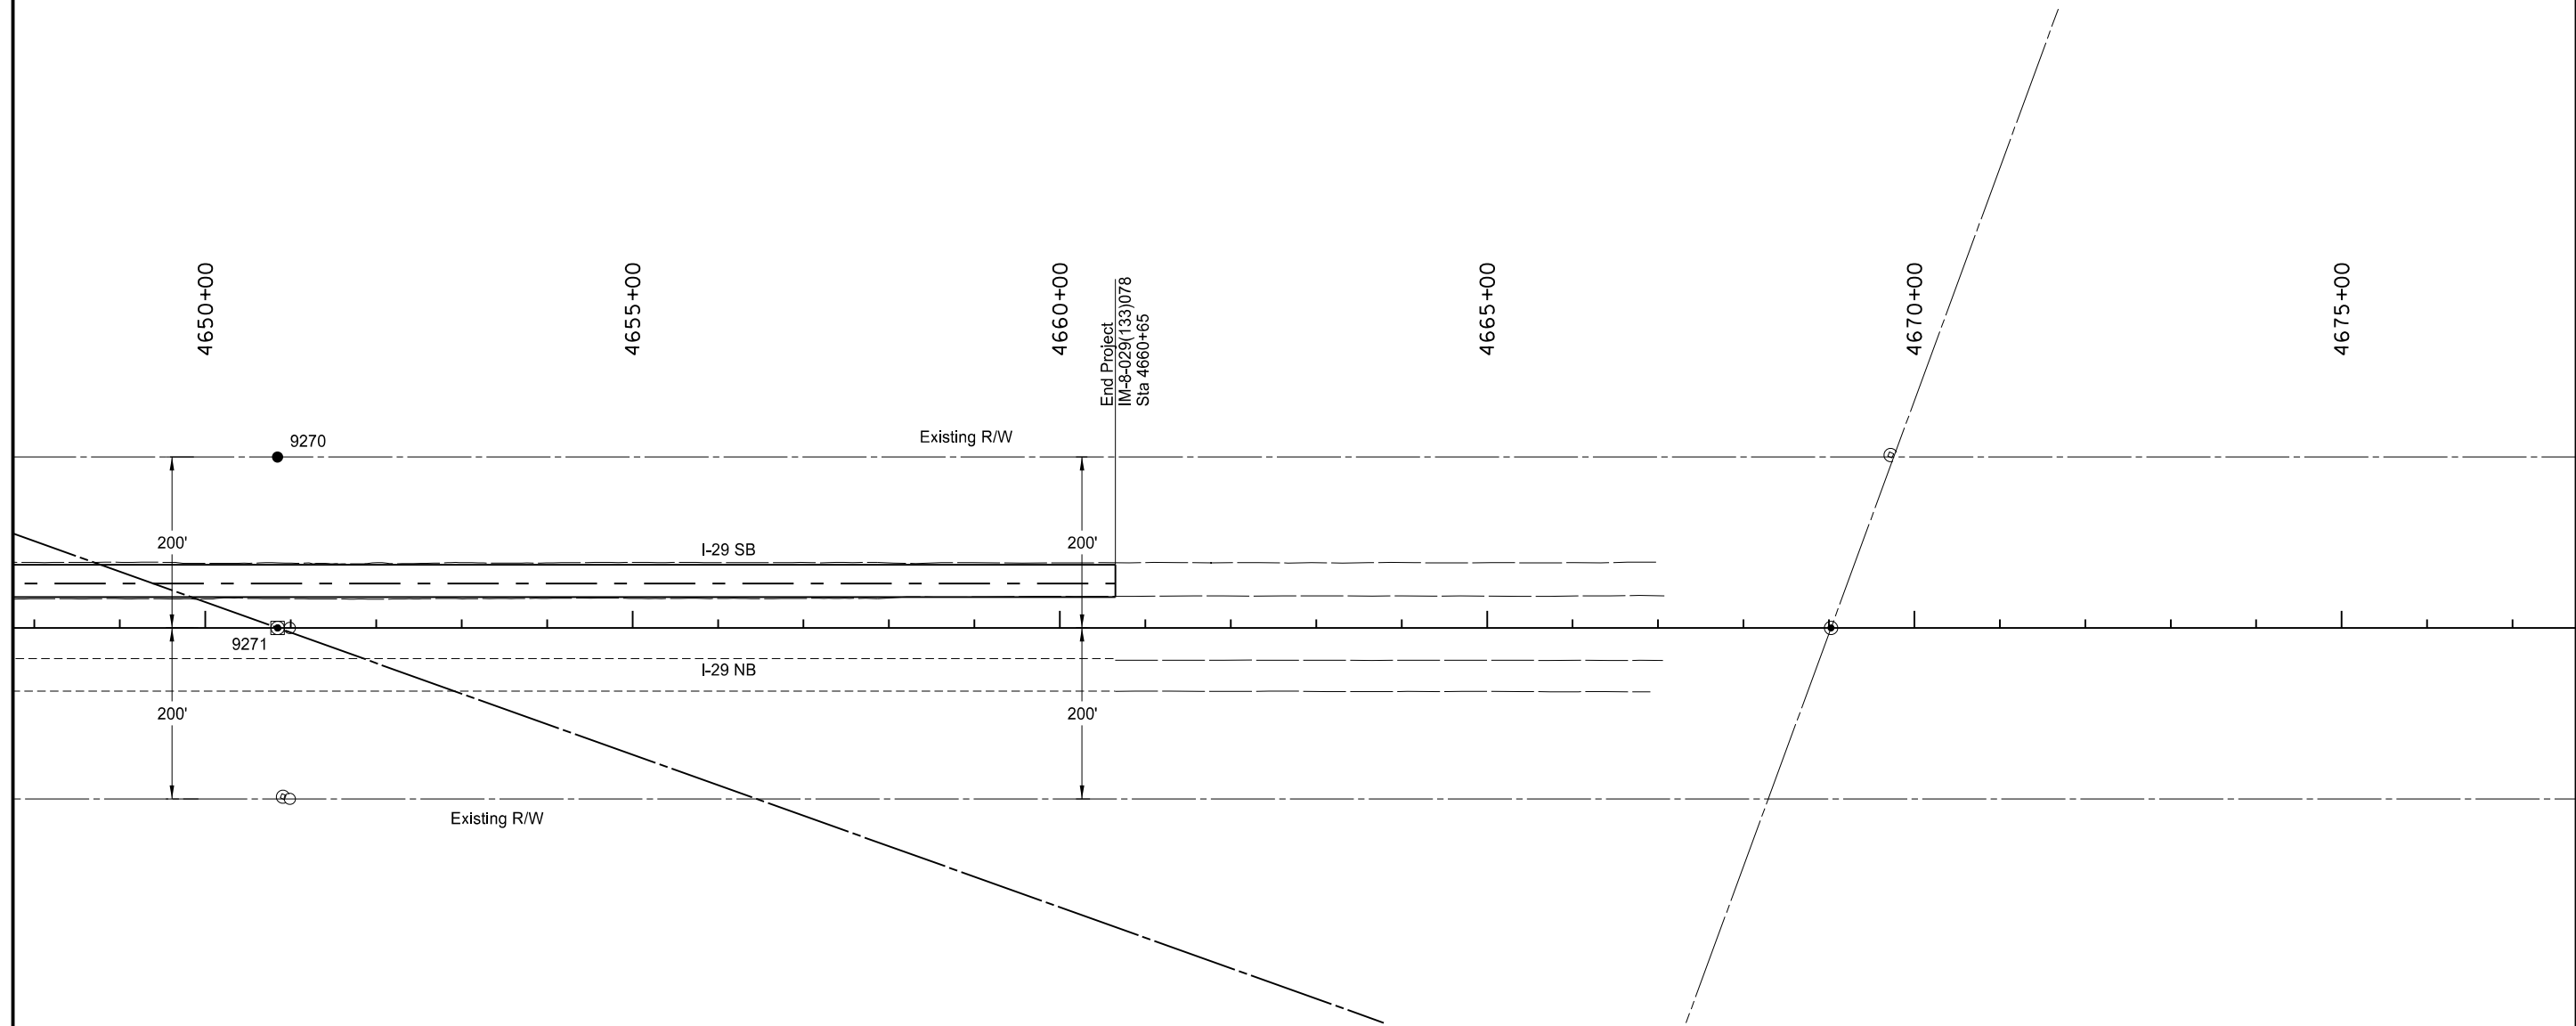 4650+00
4655+00
4660+00
End Project
IM-8-029(133)078
Sta 4660+65
4665+00
4670+00
4675+00
9270
Existing R/W
200'
I-29 SB
200'
9271
I-29 NB
200'
200'
Existing R/W